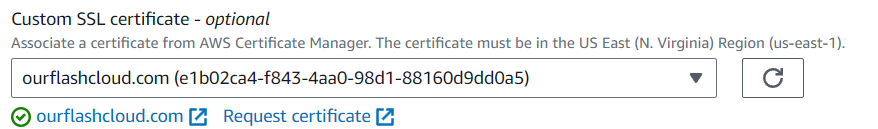 Custom SSL certificate - optional
Associate a certificate from AWS Certificate Manager. The certificate must be in the US East (N. Virginia) Region (us-east-1).
ourflashcloud.com (e1b02ca4-f843-4aa0-98d1-88160d9dd0a5)
ourflashcloud.com Request certificate